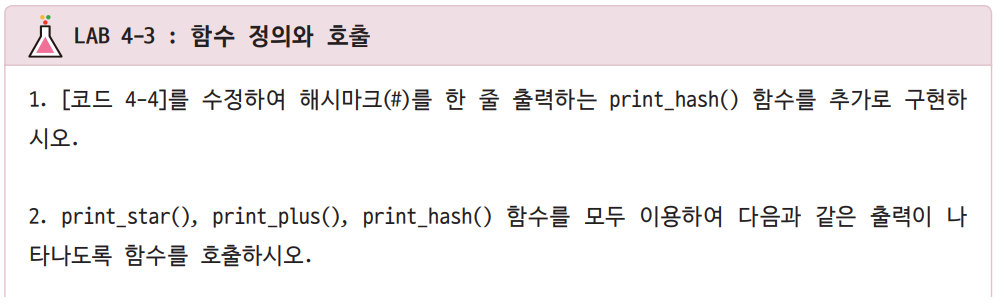 LAB 4-3 : 함수 정의와 호출
1. [코드 4-4]를 수정하여 해시마크(#)를 한 줄 출력하는 print_hash() 함수를 추가로 구현하
시오.
2. print_star(), print_plus(), print_hash() 함수를 모두 이용하여 다음과 같은 출력이 나
타나도록 함수를 호출하시오.